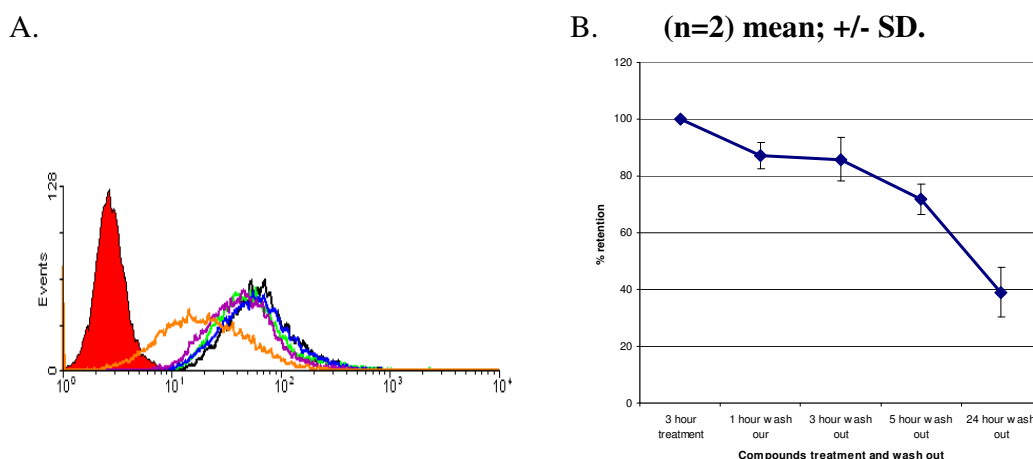 A.
B. (n=2) mean; +/- SD.
128
Events
0
10⁰ 10¹ 10² 10³ 10⁴
120
100
80
60
40
20
0
% retention
3 hour treatment
1 hour wash our
3 hour wash out
5 hour wash out
24 hour wash out
Compounds treatment and wash out